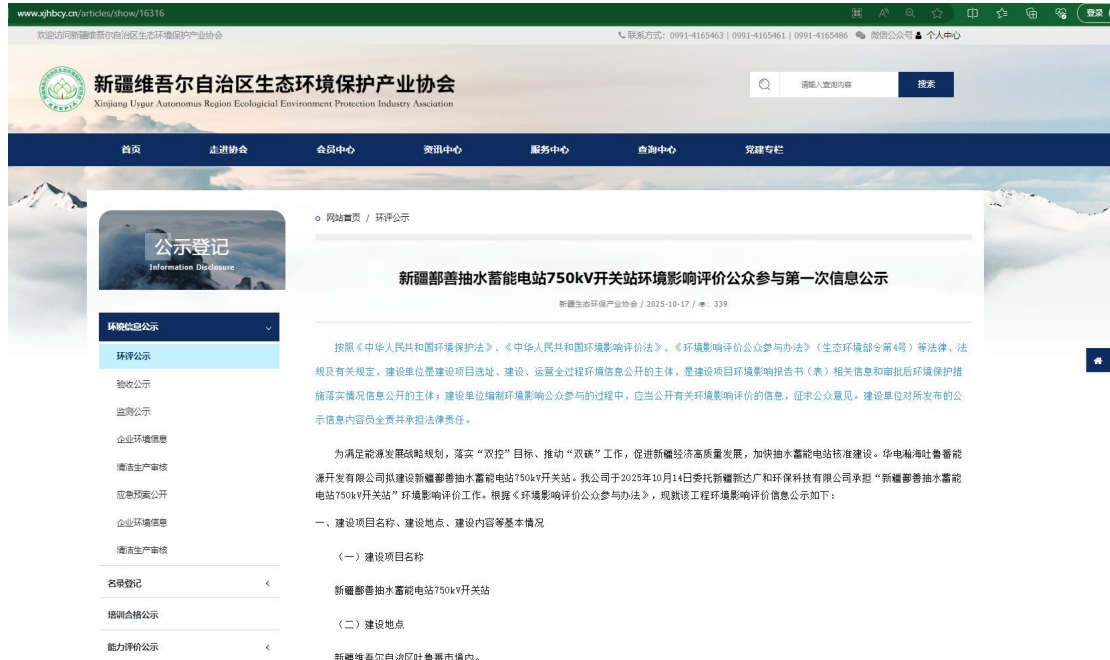 www.xjhbcy.cn/articles/show/16316
登录
欢迎访问新疆维吾尔自治区生态环境保护产业协会
联系方式: 0991-4165463 | 0991-4165461 | 0991-4165486 微信公众号 个人中心
新疆维吾尔自治区生态环境保护产业协会
Xinjiang Uygur Autonomus Region Ecologicial Environment Protection Industry Assciation
请输入查询内容
搜索
首页 走进协会 会员中心 资讯中心 服务中心 查询中心 党建专栏
公示登记
Information Disclosure
网站首页 / 环评公示
新疆鄯善抽水蓄能电站750kV开关站环境影响评价公众参与第一次信息公示
新疆生态环保产业协会 / 2025-10-17 / : 339
环境信息公示
环评公示
验收公示
监测公示
企业环境信息
清洁生产审核
应急预案公开
企业环境信息
清洁生产审核
名录登记
培训合格公示
能力评价公示
按照《中华人民共和国环境保护法》、《中华人民共和国环境影响评价法》、《环境影响评价公众参与办法》（生态环境部令第4号）等法律、法
规及有关规定，建设单位是建设项目选址、建设、运营全过程环境信息公开的主体，是建设项目环境影响报告书（表）相关信息和审批后环境保护措
施落实情况信息公开的主体；建设单位编制环境影响公众参与的过程中，应当公开有关环境影响评价的信息，征求公众意见。建设单位对所发布的公
示信息内容负全责并承担法律责任。
为满足能源发展战略规划，落实“双控”目标、推动“双碳”工作，促进新疆经济高质量发展，加快抽水蓄能电站核准建设。华电瀚海吐鲁番能
源开发有限公司拟建设新疆鄯善抽水蓄能电站750kV开关站。我公司于2025年10月14日委托新疆新达广和环保科技有限公司承担“新疆鄯善抽水蓄能
电站750kV开关站”环境影响评价工作。根据《环境影响评价公众参与办法》，现就该工程环境影响评价信息公示如下：
一、建设项目名称、建设地点、建设内容等基本情况
（一）建设项目名称
新疆鄯善抽水蓄能电站750kV开关站
（二）建设地点
新疆维吾尔自治区吐鲁番市境内。